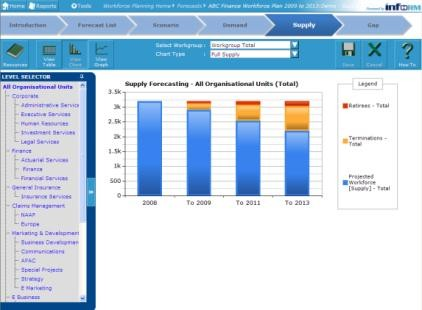 Home Reports Tools Workforce Planning Home Forecasts ABC Finance Workforce Plan 2009 to 2013
inforM
Introduction Forecast List Scenario Demand Supply Gap
Resources View Table View Chart View Graph Select Workgroup : Workgroup Total Save Cancel How To
Chart Type : Full Supply
LEVEL SELECTOR
All Organisational Units
Corporate
Administrative Service
Executive Services
Human Resources
Investment Services
Legal Services
Finance
Actuarial Services
Finance
Financial Services
General Insurance
Insurance Services
Claims Management
NAAP
Europe
Marketing & Development
Business Developmen
Communications
APAC
Special Projects
Strategy
E Marketing
E Business
Supply Forecasting - All Organisational Units (Total)
3.5k
3k
2.5k
2k
1.5k
1k
500
0
2008 To 2009 To 2011 To 2013
Legend
Retirees - Total
Terminations - Total
Projected Workforce [Supply] - Total